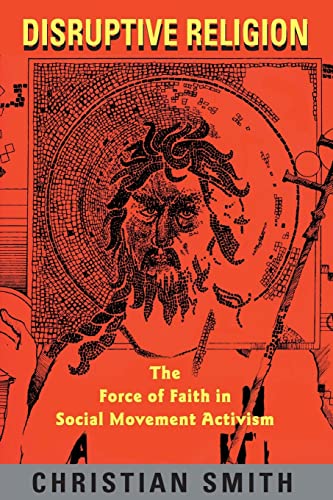 DISRUPTIVE RELIGION
The
Force of Faith in
Social Movement Activism
CHRISTIAN SMITH